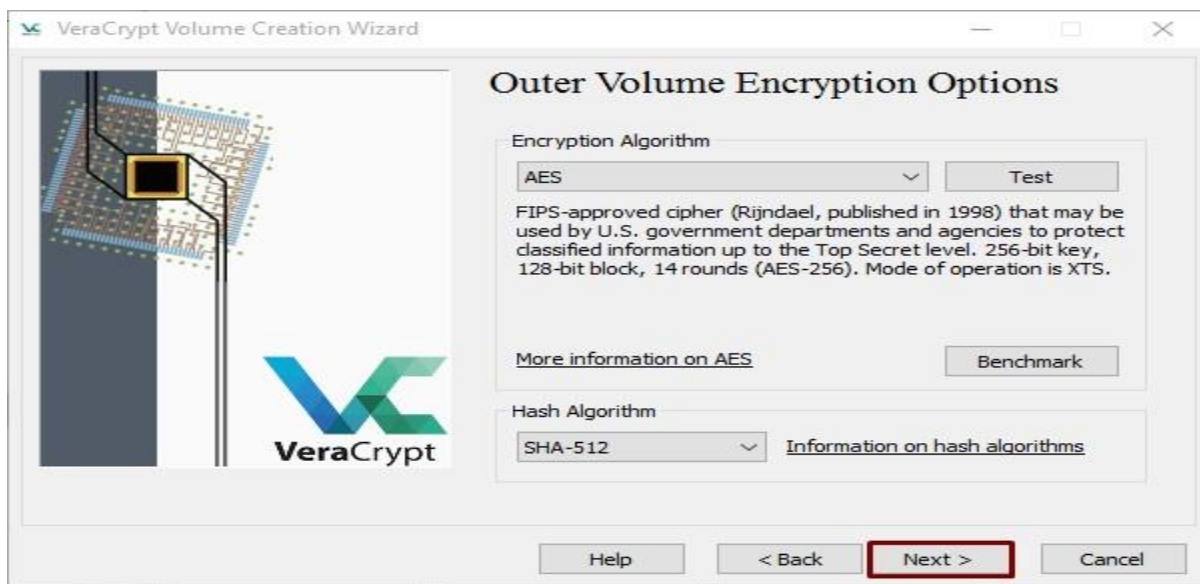 VeraCrypt Volume Creation Wizard
Outer Volume Encryption Options
Encryption Algorithm
AES
Test
FIPS-approved cipher (Rijndael, published in 1998) that may be
used by U.S. government departments and agencies to protect
classified information up to the Top Secret level. 256-bit key,
128-bit block, 14 rounds (AES-256). Mode of operation is XTS.
More information on AES
Benchmark
Hash Algorithm
SHA-512
Information on hash algorithms
VeraCrypt
Help
< Back
Next >
Cancel